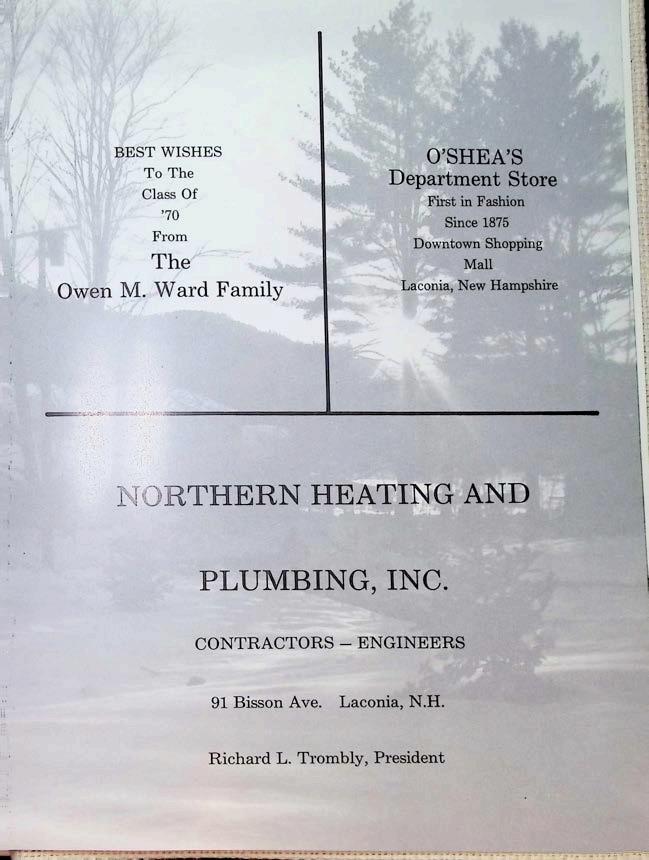 BEST WISHES
To The
Class Of
'70
From
The
Owen M. Ward Family
O'SHEA'S
Department Store
First in Fashion
Since 1875
Downtown Shopping
Mall
Laconia, New Hampshire
NORTHERN HEATING AND
PLUMBING, INC.
CONTRACTORS – ENGINEERS
91 Bisson Ave. Laconia, N.H.
Richard L. Trombly, President